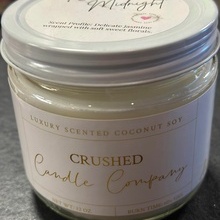 Midnight
Scent Profile: Delicate Jasmine
wrapped with soft sweet florals.
LUXURY SCENTED COCONUT SOY
CRUSHED
Candle Company